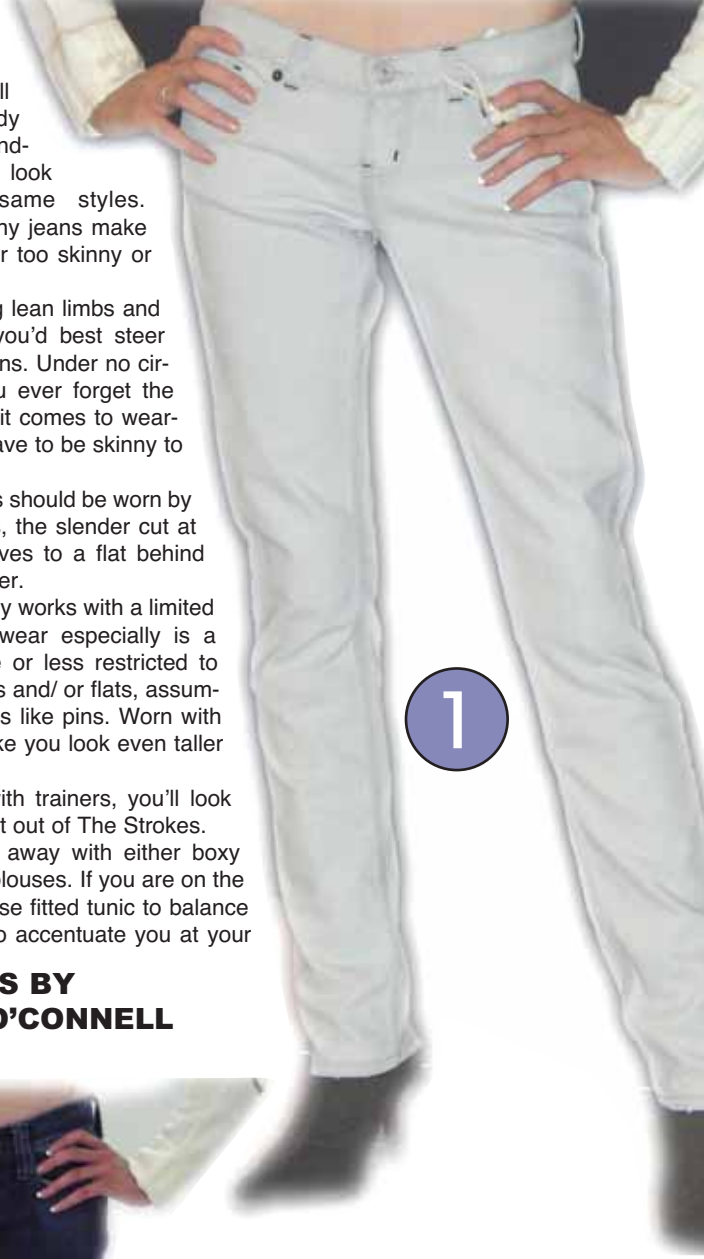 ll
dy
nd-
look
same styles.
ny jeans make
r too skinny or
g lean limbs and
you'd best steer
ns. Under no cir-
u ever forget the
it comes to wear-
ave to be skinny to
s should be worn by
s, the slender cut at
ves to a flat behind
er.
y works with a limited
wear especially is a
e or less restricted to
s and/ or flats, assum-
s like pins. Worn with
ke you look even taller
with trainers, you'll look
t out of The Strokes.
away with either boxy
blouses. If you are on the
se fitted tunic to balance
o accentuate you at your
S BY
O'CONNELL
1